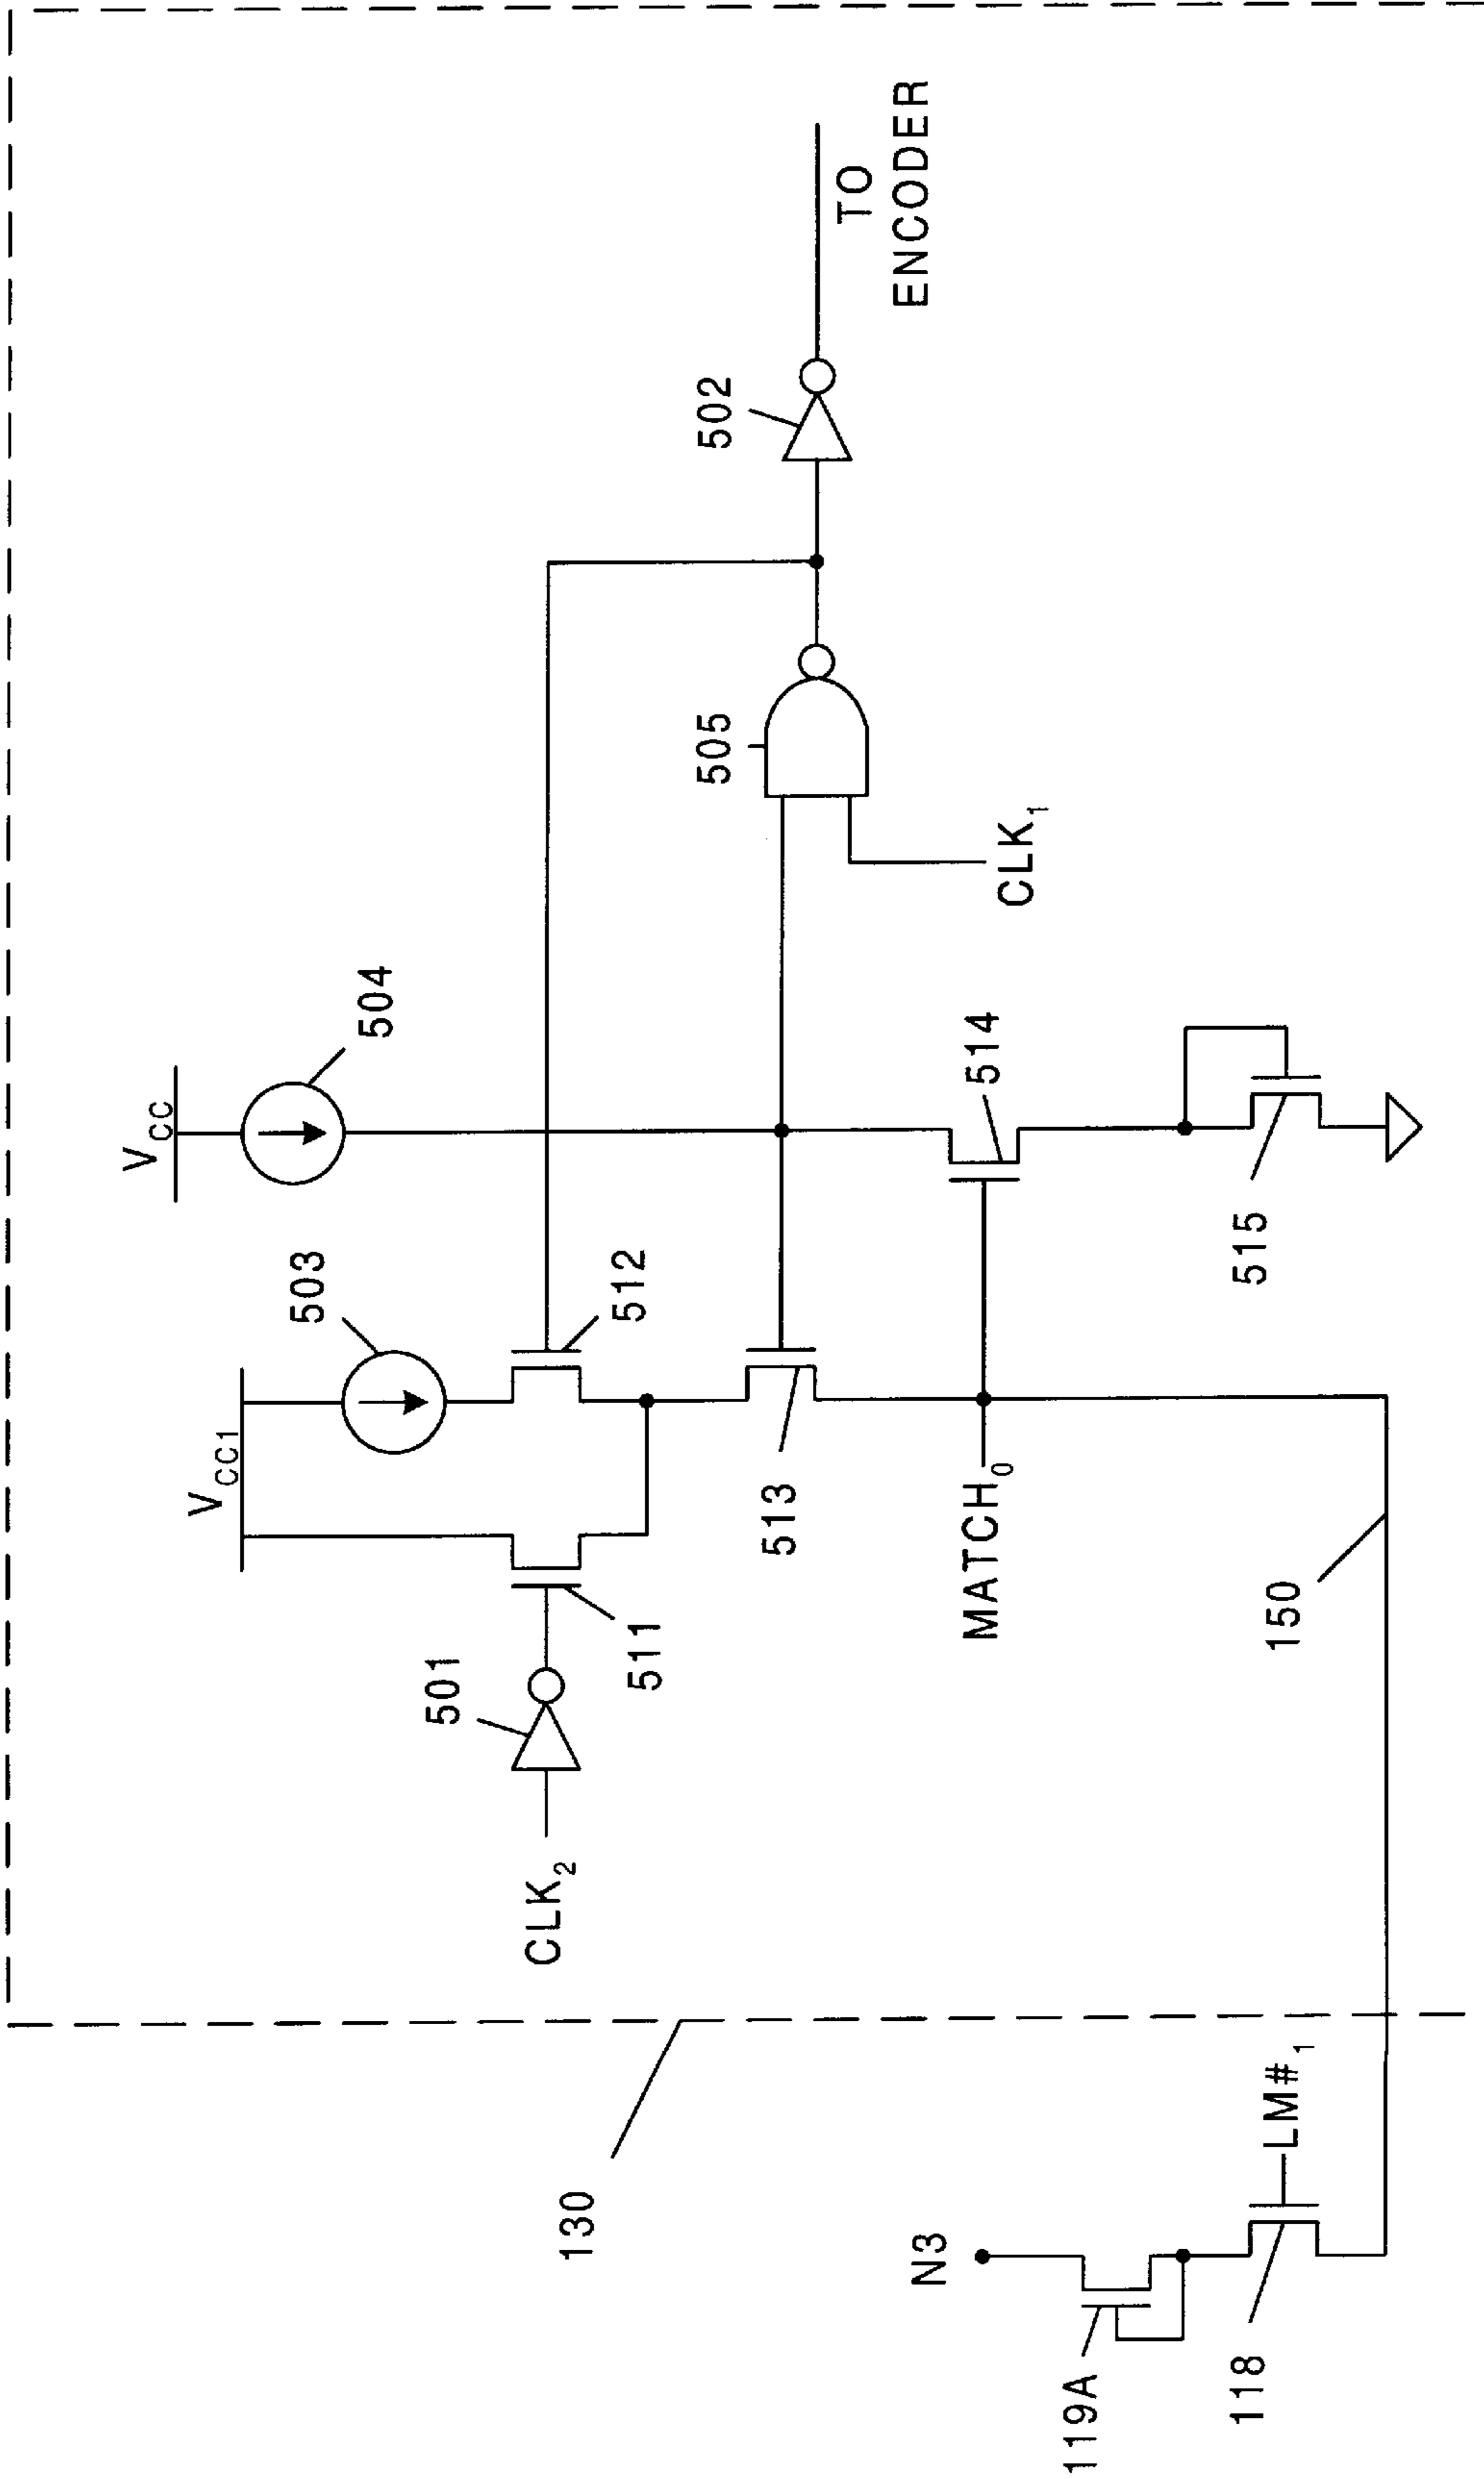 130
119A
N3
118
LM#1
CLK2
501
511
VCC1
503
512
513
MATCH0
150
VCC
504
514
515
505
CLK1
502
TO
ENCODER